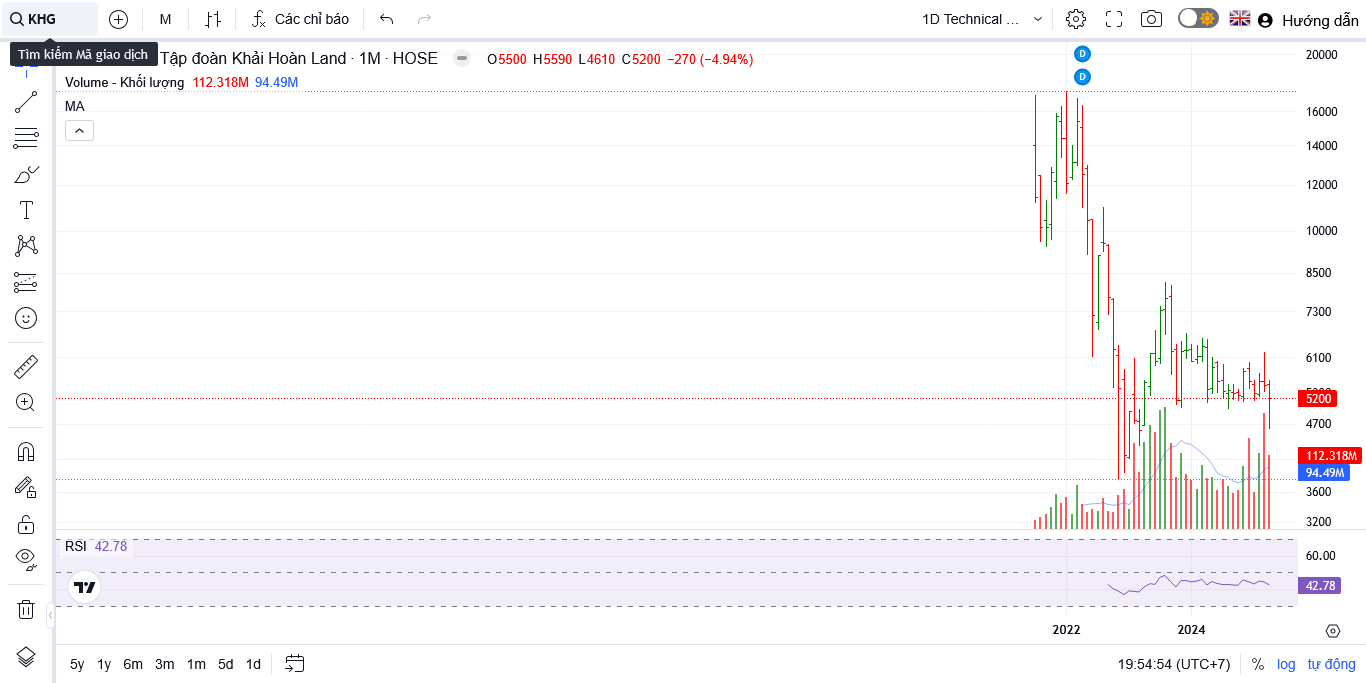 KHG
M
Các chỉ báo
1D Technical ...
Hướng dẫn
Tìm kiếm Mã giao dịch
Tập đoàn Khải Hoàn Land · 1M · HOSE
O5500 H5590 L4610 C5200 −270 (−4.94%)
Volume - Khối lượng 112.318M 94.49M
MA
D
D
20000
16000
14000
12000
10000
8500
7300
6100
5200
4700
112.318M
94.49M
3600
3200
RSI 42.78
60.00
42.78
2022
2024
5y 1y 6m 3m 1m 5d 1d
19:54:54 (UTC+7)
%
log
tự động